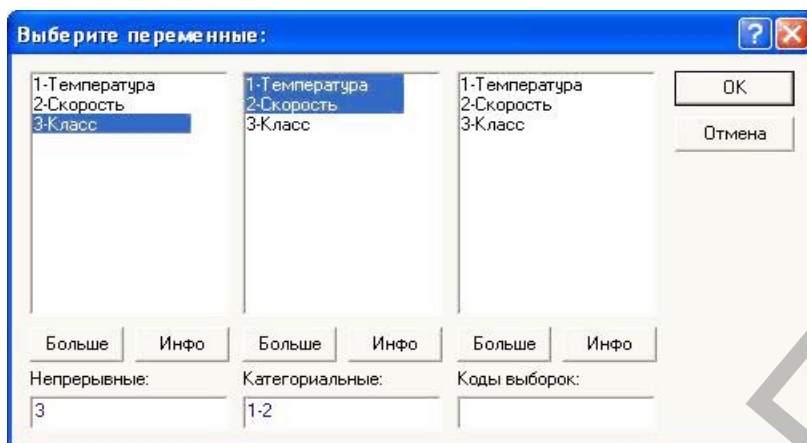 Выберите переменные:
1-Температура
2-Скорость
3-Класс
1-Температура
2-Скорость
3-Класс
1-Температура
2-Скорость
3-Класс
OK
Отмена
Больше Инфо Больше Инфо Больше Инфо
Непрерывные: Категориальные: Коды выборок:
3 1-2